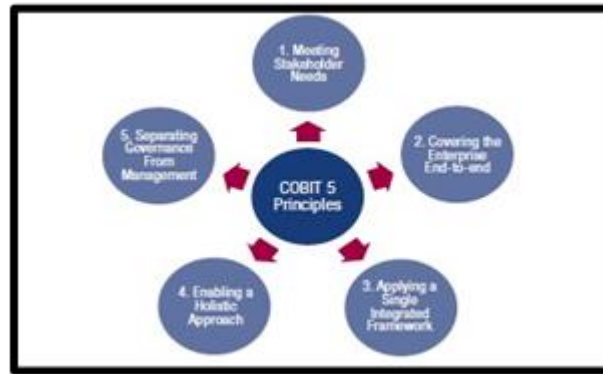 1. Meeting
Stakeholder
Needs
2. Covering the
Enterprise
End-to-end
3. Applying a
Single
Integrated
Framework
4. Enabling a
Holistic
Approach
5. Separating
Governance
From
Management
COBIT 5
Principles